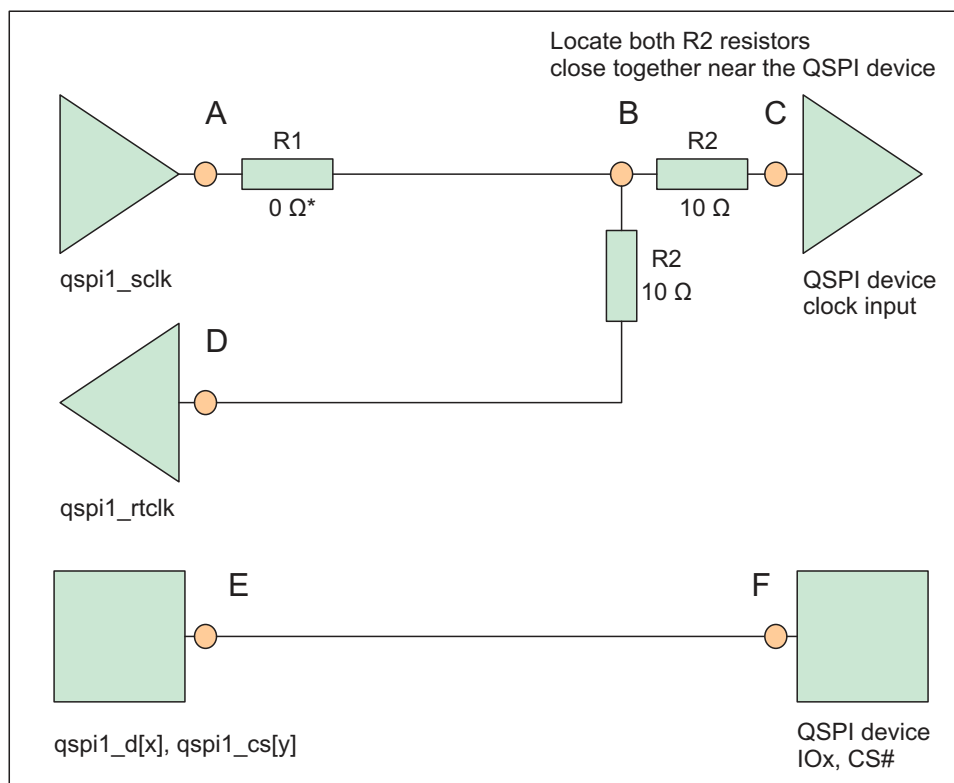 Locate both R2 resistors
close together near the QSPI device
A
B
C
R1
R2
0 Ω*
10 Ω
R2
10 Ω
qspi1_sclk
QSPI device
clock input
D
qspi1_rtclk
E
F
qspi1_d[x], qspi1_cs[y]
QSPI device
IOx, CS#